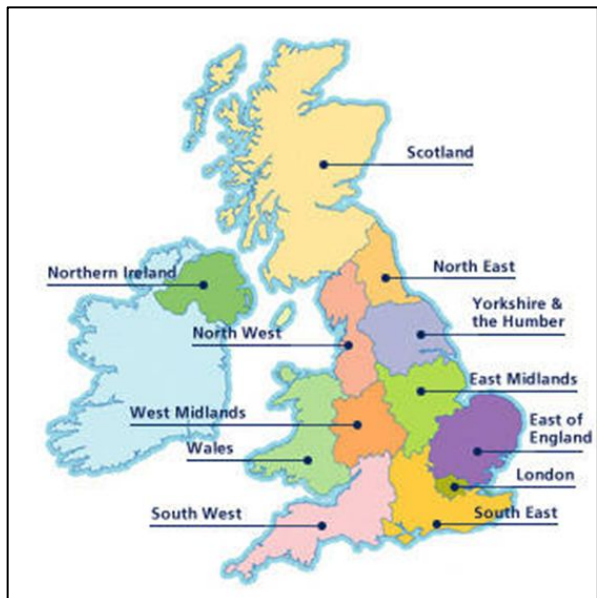 Scotland
Northern Ireland
North East
Yorkshire &
the Humber
North West
East Midlands
West Midlands
East of
England
Wales
London
South West
South East